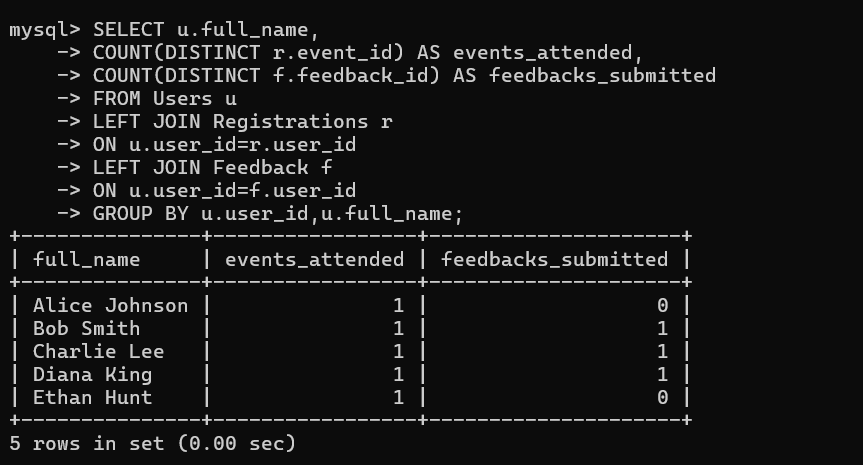 mysql> SELECT u.full_name,
    -> COUNT(DISTINCT r.event_id) AS events_attended,
    -> COUNT(DISTINCT f.feedback_id) AS feedbacks_submitted
    -> FROM Users u
    -> LEFT JOIN Registrations r
    -> ON u.user_id=r.user_id
    -> LEFT JOIN Feedback f
    -> ON u.user_id=f.user_id
    -> GROUP BY u.user_id,u.full_name;
+---------------+-----------------+---------------------+
| full_name     | events_attended | feedbacks_submitted |
+---------------+-----------------+---------------------+
| Alice Johnson |               1 |                   0 |
| Bob Smith     |               1 |                   1 |
| Charlie Lee   |               1 |                   1 |
| Diana King    |               1 |                   1 |
| Ethan Hunt    |               1 |                   0 |
+---------------+-----------------+---------------------+
5 rows in set (0.00 sec)